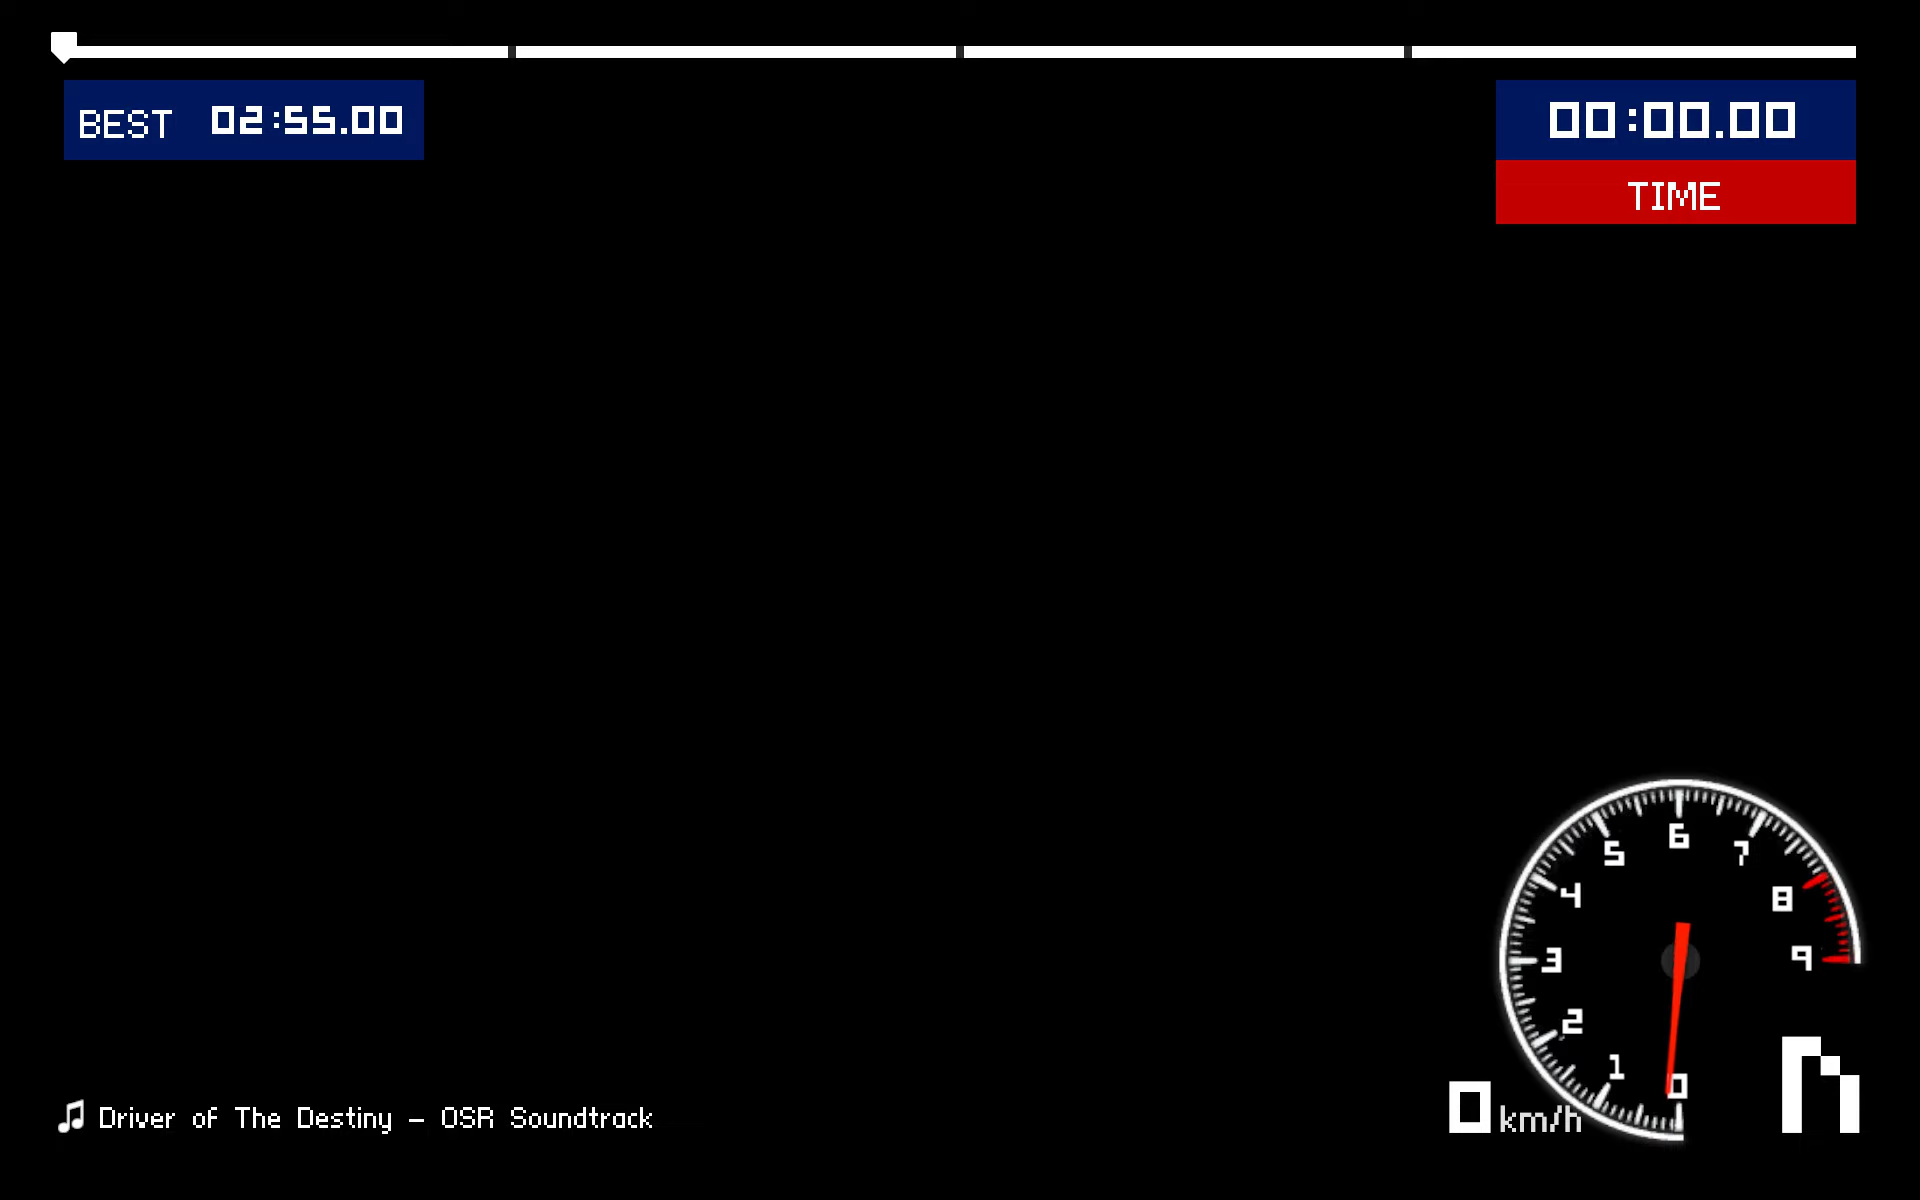 BEST 02:55.00
00:00.00
TIME
6
5 7
4 8
3 9
2
1
0
0 km/h n
Driver of The Destiny – OSR Soundtrack